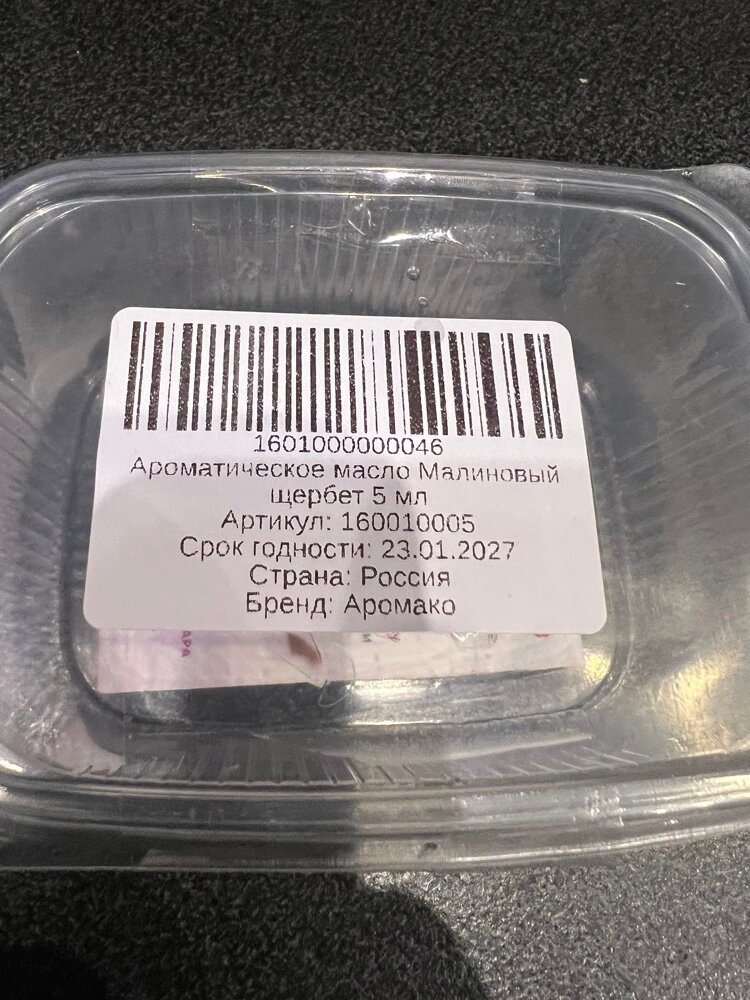 1601000000046
Ароматическое масло Малиновый
щербет 5 мл
Артикул: 160010005
Срок годности: 23.01.2027
Страна: Россия
Бренд: Аромако